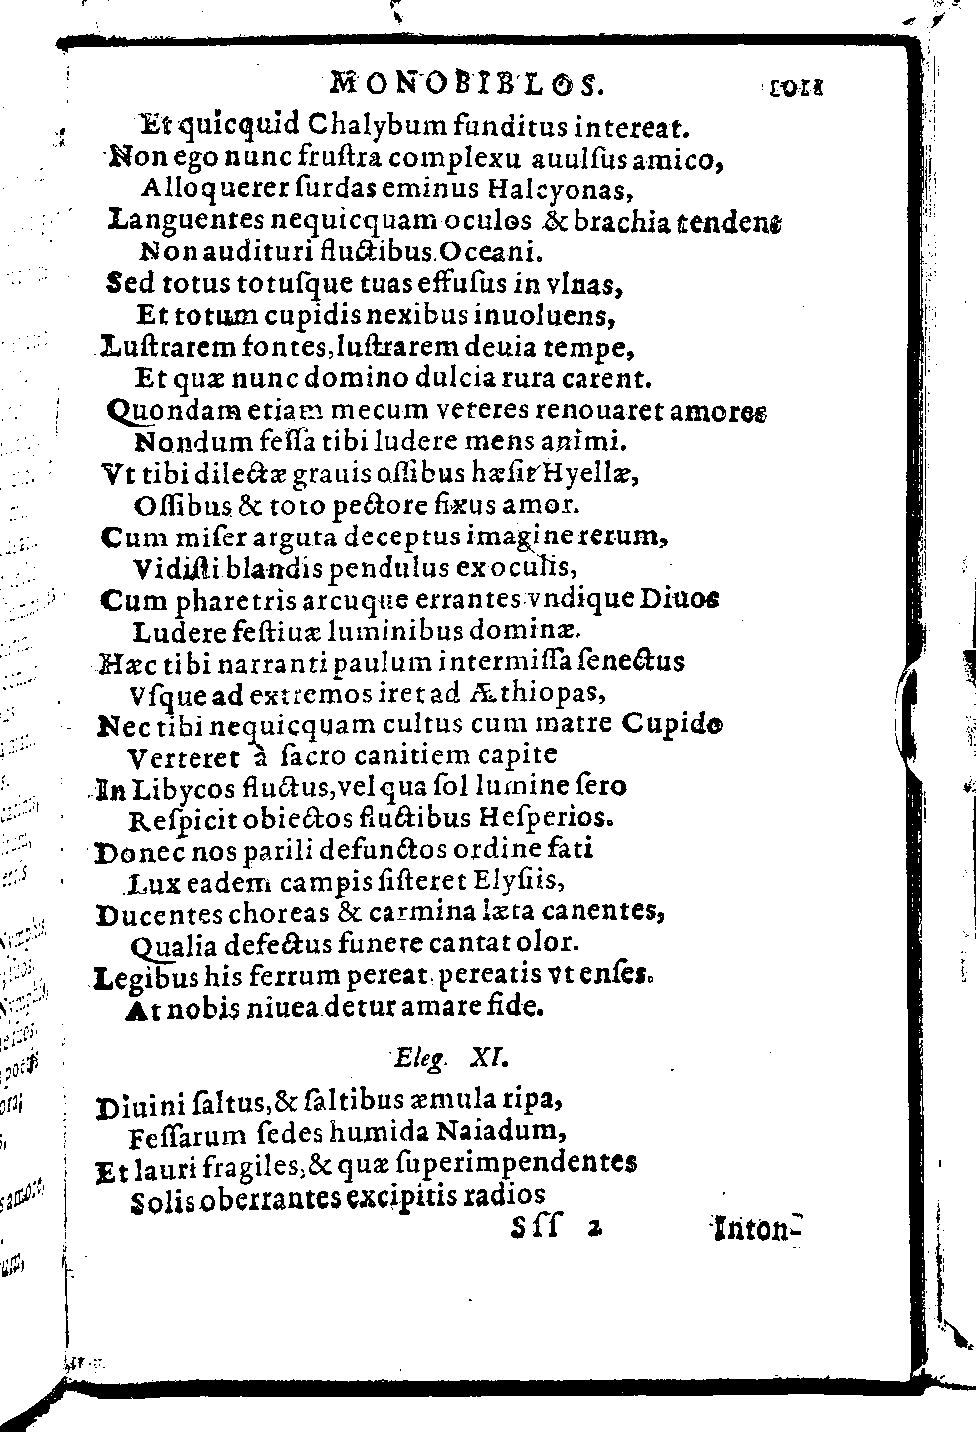 MONOBIBLOS. 1011
Et quicquid Chalybum funditus intereat.
Non ego nunc fruſtra complexu auulſus amico,
Alloquerer ſurdas eminus Halcyonas,
Languentes nequicquam oculos & brachia tendens
Non audituri fluctibus Oceani.
Sed totus totuſque tuas effuſus in vlnas,
Et totum cupidis nexibus inuoluens,
Luſtrarem fontes, luſtrarem deuia tempe,
Et quæ nunc domino dulcia rura carent.
Quondam etiam mecum veteres renouaret amores
Nondum feſſa tibi ludere mens animi.
Vt tibi dilectæ grauis oſſibus hæſit Hyellæ,
Oſſibus & toto pectore fixus amor.
Cum miſer arguta deceptus imagine rerum,
Vidiſti blandis pendulus ex oculis,
Cum pharetris arcuque errantes vndique Diuos
Ludere feſtiuæ luminibus dominæ.
Hæc tibi narranti paulum intermiſſa ſenectus
Vſque ad extremos iret ad Æthiopas,
Nec tibi nequicquam cultus cum matre Cupido
Verteret à ſacro canitiem capite
In Libycos fluctus, vel qua ſol lumine ſero
Reſpicit obiectos fluctibus Heſperios.
Donec nos parili defunctos ordine fati
Lux eadem campis ſiſteret Elyſiis,
Ducentes choreas & carmina læta canentes,
Qualia defectus funere cantat olor.
Legibus his ferrum pereat, pereatis vt enſes.
At nobis niuea detur amare fide.
Eleg. XI.
Diuini ſaltus, & ſaltibus æmula ripa,
Feſſarum ſedes humida Naiadum,
Et lauri fragiles, & quæ ſuperimpendentes
Solis oberrantes excipitis radios
Sſſ 2 Inton-